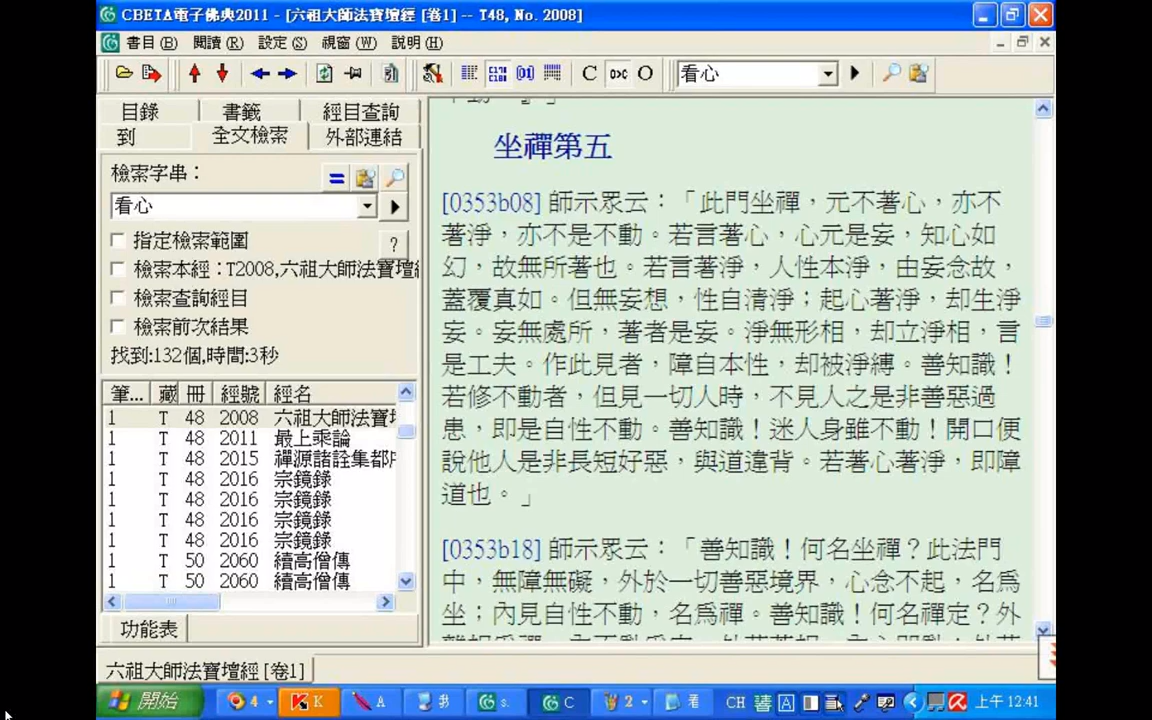 CBETA電子佛典2011 - [六祖大師法寶壇經 [卷1] -- T48, No. 2008]
書目(B) 閱讀(R) 設定(S) 視窗(W) 說明(H)
C O 看心
目錄 書籤 經目查詢
到 全文檢索 外部連結
檢索字串：
看心
指定檢索範圍 ?
檢索本經：T2008,六祖大師法寶壇經
檢索查詢經目
檢索前次結果
找到:132個,時間:3秒
筆... 藏 冊 經號 經名
1 T 48 2008 六祖大師法寶
1 T 48 2011 最上乘論
1 T 48 2015 禪源諸詮集都
1 T 48 2016 宗鏡錄
1 T 48 2016 宗鏡錄
1 T 48 2016 宗鏡錄
1 T 48 2016 宗鏡錄
1 T 50 2060 續高僧傳
1 T 50 2060 續高僧傳
功能表
坐禪第五
[0353b08] 師示眾云：「此門坐禪，元不著心，亦不
著淨，亦不是不動。若言著心，心元是妄，知心如
幻，故無所著也。若言著淨，人性本淨，由妄念故，
蓋覆真如。但無妄想，性自清淨；起心著淨，却生淨
妄。妄無處所，著者是妄。淨無形相，却立淨相，言
是工夫。作此見者，障自本性，却被淨縛。善知識！
若修不動者，但見一切人時，不見人之是非善惡過
患，即是自性不動。善知識！迷人身雖不動！開口便
說他人是非長短好惡，與道違背。若著心著淨，即障
道也。」
[0353b18] 師示眾云：「善知識！何名坐禪？此法門
中，無障無礙，外於一切善惡境界，心念不起，名為
坐；內見自性不動，名為禪。善知識！何名禪定？外
六祖大師法寶壇經 [卷1]
開始 4 K A 我 s. C 2 看 CH A 上午 12:41